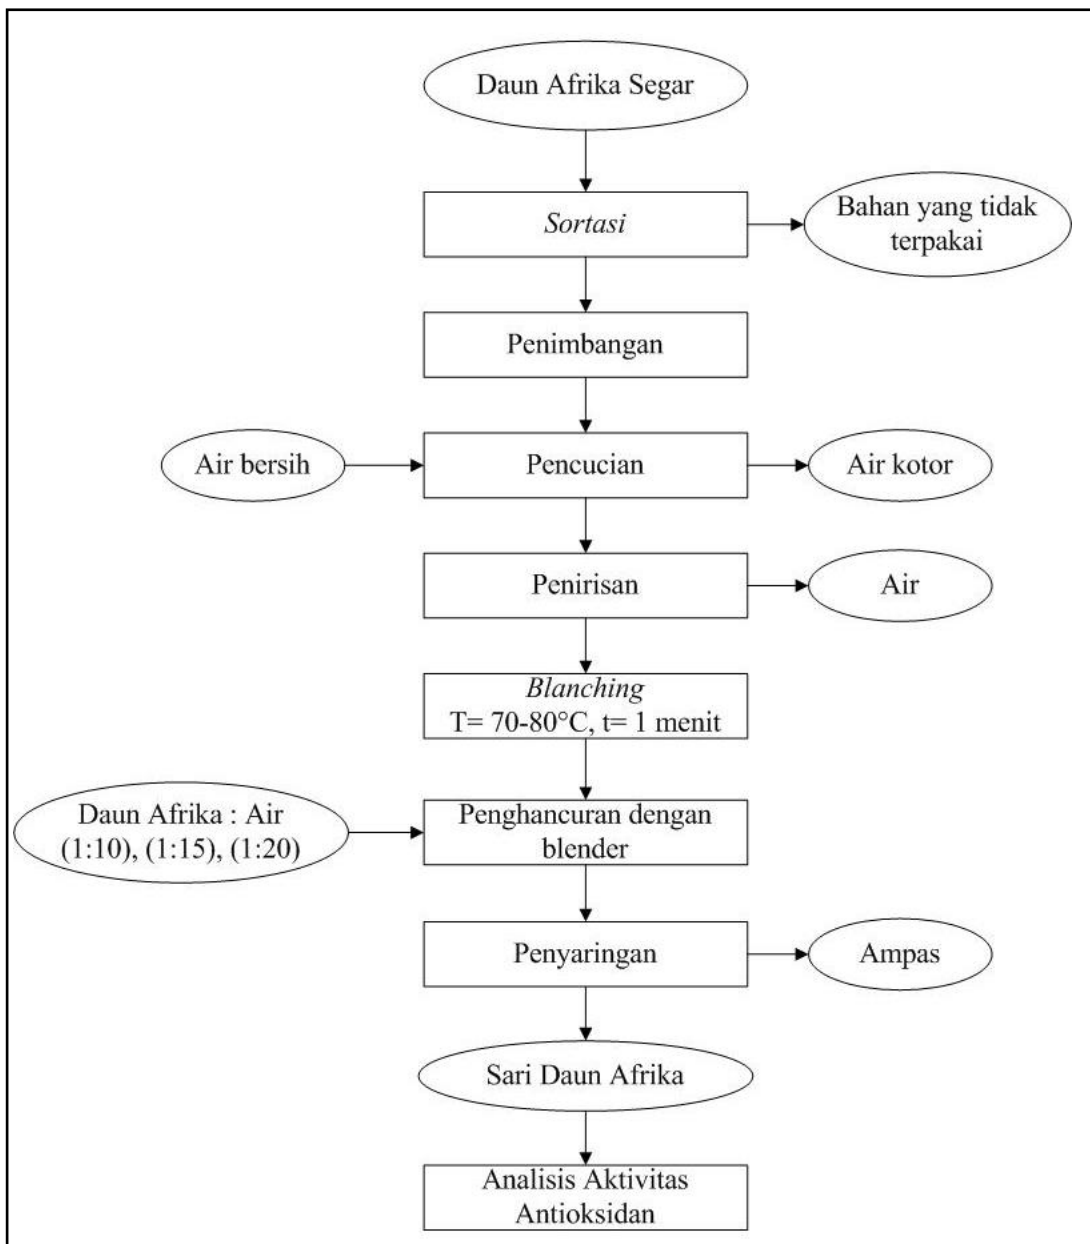 Daun Afrika Segar
Sortasi
Bahan yang tidak
terpakai
Penimbangan
Air bersih
Pencucian
Air kotor
Penirisan
Air
Blanching
T= 70-80°C, t= 1 menit
Daun Afrika : Air
(1:10), (1:15), (1:20)
Penghancuran dengan
blender
Penyaringan
Ampas
Sari Daun Afrika
Analisis Aktivitas
Antioksidan